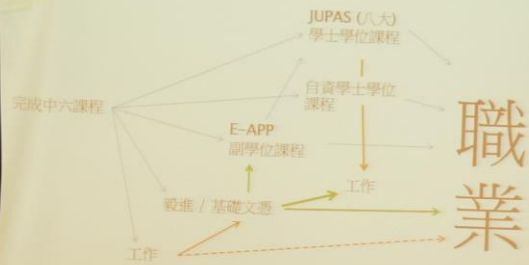 JUPAS (八大)
學士學位課程
自資學士學位
課程
完成中六課程
E-APP
副學位課程
工作
毅進 / 基礎文憑
工作
職
業